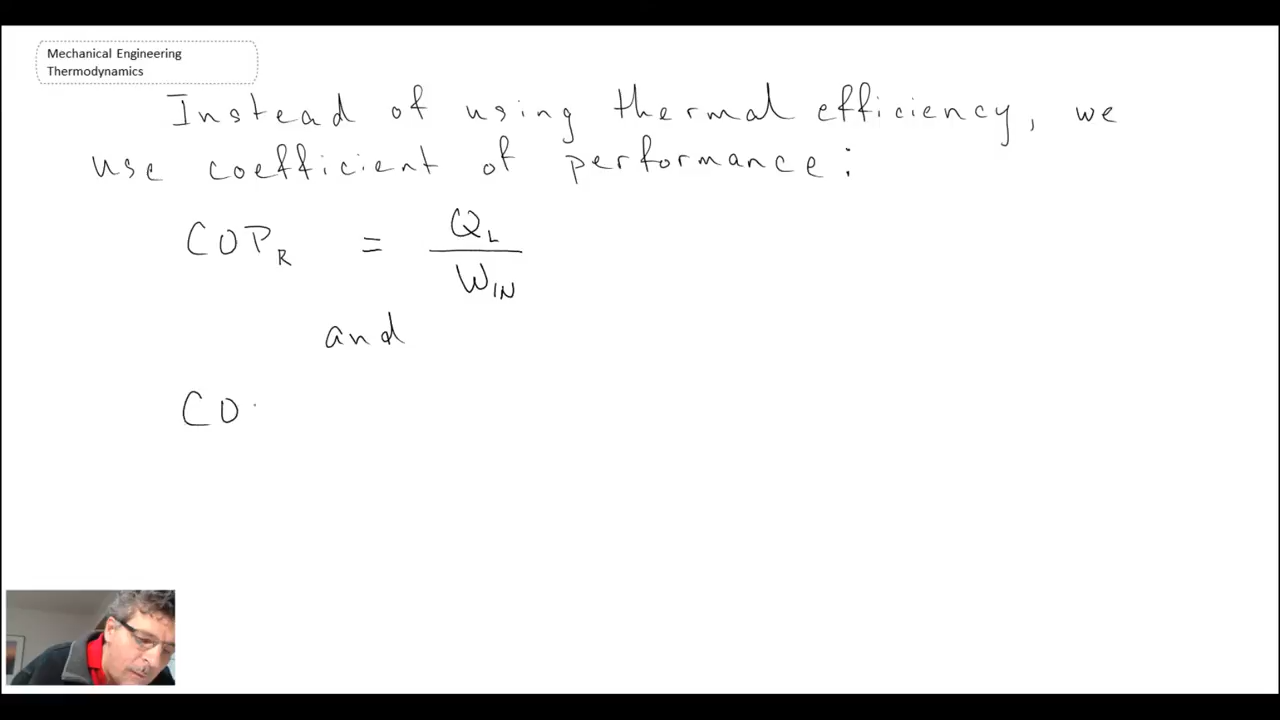 Mechanical Engineering
Thermodynamics
Instead of using thermal efficiency, we
use coefficient of performance:
COP_R = Q_L / W_IN
and
CO